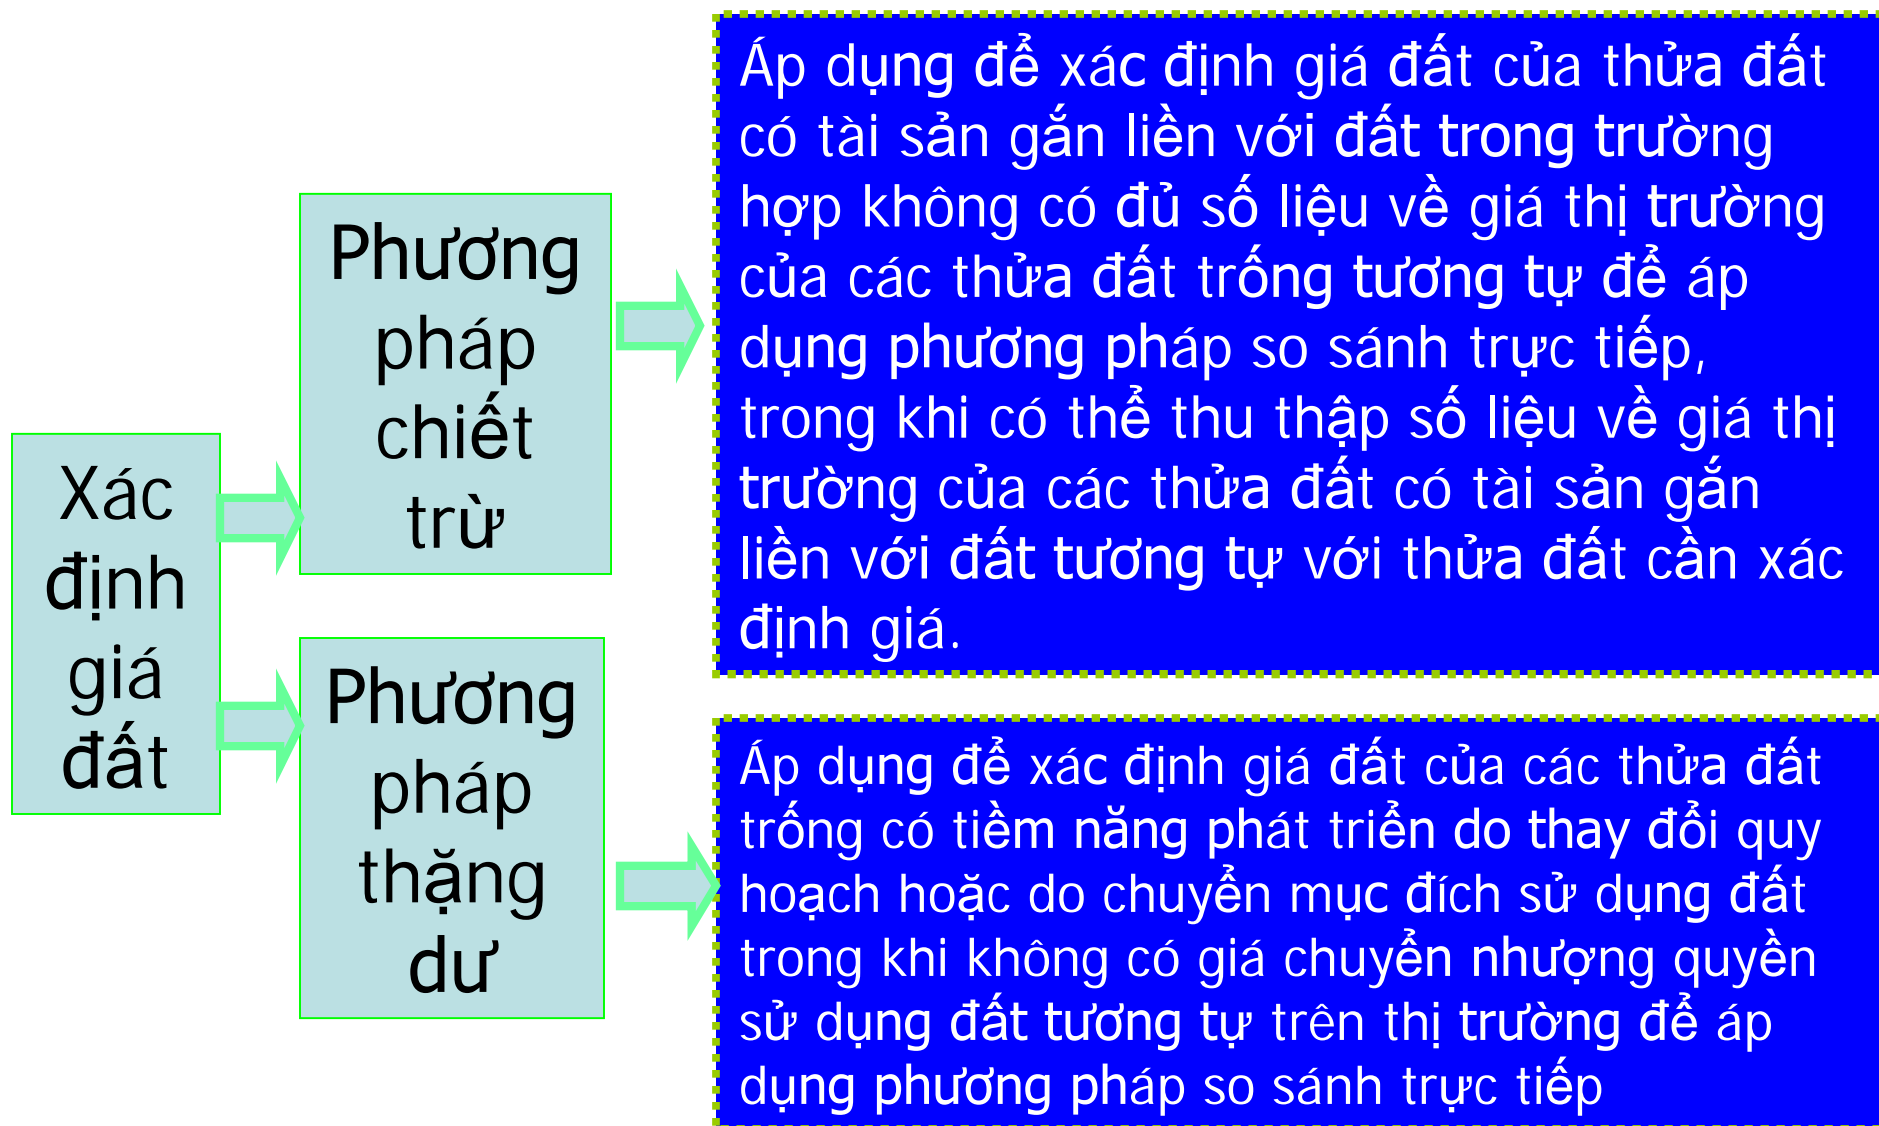 Xác
định
giá
đất
Phương
pháp
chiết
trừ
Áp dụng để xác định giá đất của thửa đất
có tài sản gắn liền với đất trong trường
hợp không có đủ số liệu về giá thị trường
của các thửa đất trống tương tự để áp
dụng phương pháp so sánh trực tiếp,
trong khi có thể thu thập số liệu về giá thị
trường của các thửa đất có tài sản gắn
liền với đất tương tự với thửa đất cần xác
định giá.
Phương
pháp
thặng
dư
Áp dụng để xác định giá đất của các thửa đất
trống có tiềm năng phát triển do thay đổi quy
hoạch hoặc do chuyển mục đích sử dụng đất
trong khi không có giá chuyển nhượng quyền
sử dụng đất tương tự trên thị trường để áp
dụng phương pháp so sánh trực tiếp